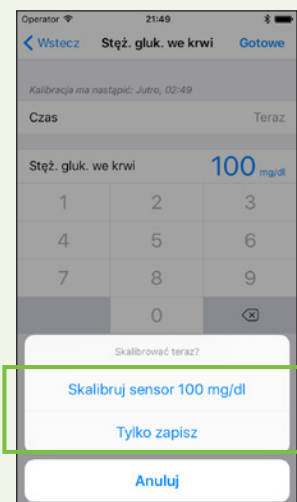 Operator 21:49
Wstecz Stęż. gluk. we krwi Gotowe
Kalibracja ma nastąpić: Jutro, 02:49
Czas Teraz
Stęż. gluk. we krwi 100 mg/dl
1 2 3
4 5 6
7 8 9
0
Skalibrować teraz?
Skalibruj sensor 100 mg/dl
Tylko zapisz
Anuluj